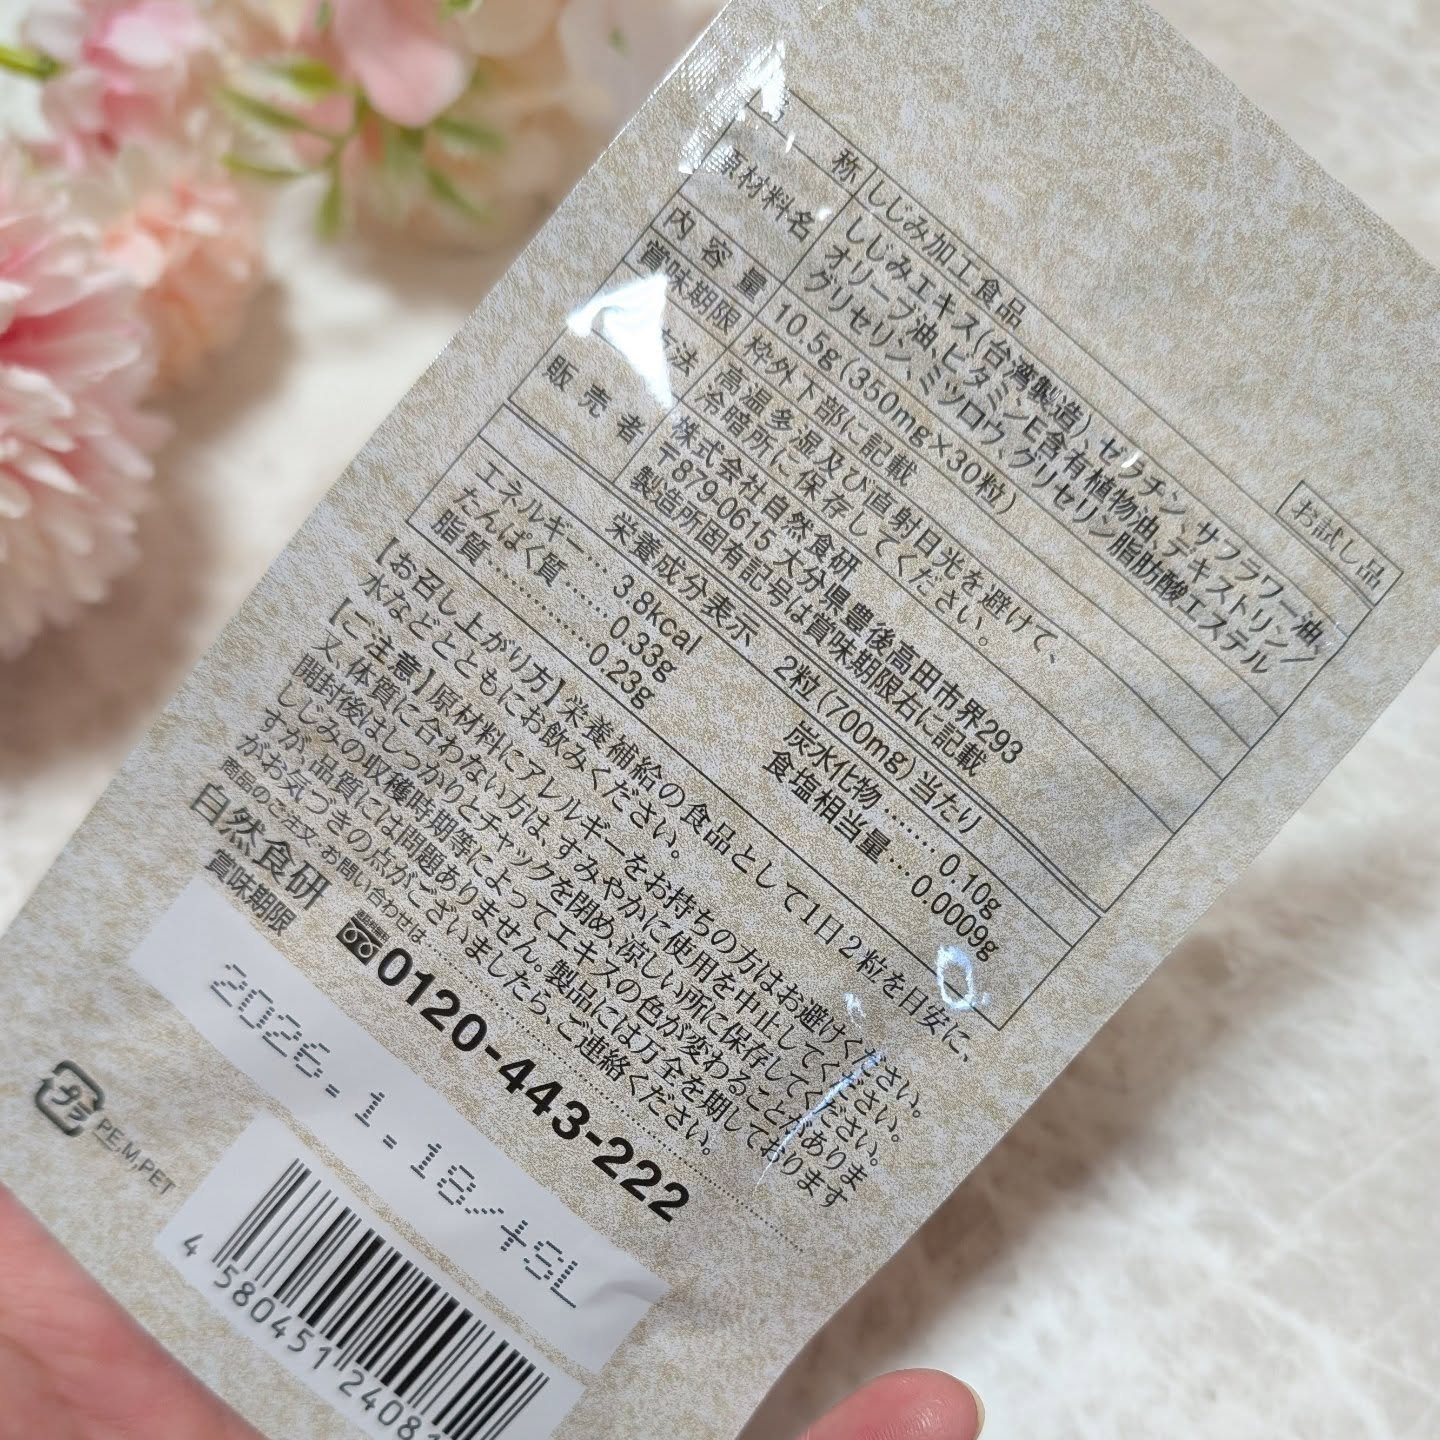 お試し品
称 しじみ加工食品
原材料名 しじみエキス(台湾製造)、ゼラチン、サフラワー油、
オリーブ油、ビタミンE含有植物油、デキストリン/
グリセリン、ミツロウ、グリセリン脂肪酸エステル
内容量 10.5g(350mg×30粒)
賞味期限 枠外下部に記載
方法 高温多湿及び直射日光を避けて、
冷暗所に保存してください。
販売者 株式会社自然食研
〒879-0615 大分県豊後高田市界293
製造所固有記号は賞味期限右に記載
栄養成分表示 2粒(700mg)当たり
エネルギー…3.8kcal 炭水化物………0.10g
たんぱく質……0.33g 食塩相当量…0.0009g
脂質…………0.23g
【お召し上がり方】栄養補給の食品として1日2粒を目安に、
水などとともにお飲みください。
【ご注意】原材料にアレルギーをお持ちの方はお避けください。
又、体質に合わない方は、すみやかに使用を中止してください。
開封後はしっかりとチャックを閉め、涼しい所に保存してください。
しじみの収穫時期等によってエキスの色が変わることがありま
すが、品質には問題ありません。製品には万全を期しております
がお気づきの点がございましたら、ご連絡ください。
商品のご注文・お問い合わせは
自然食研 0120-443-222
賞味期限
2026.1.18/+SL
プラ PE,M,PET
4 580451 24081